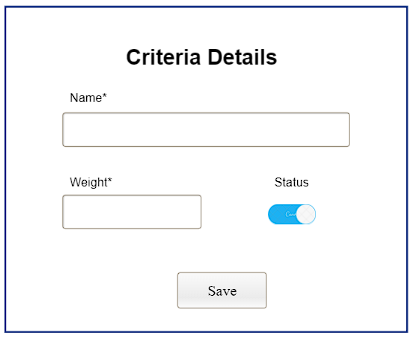 Criteria Details
Name*
Weight*
Status
Save